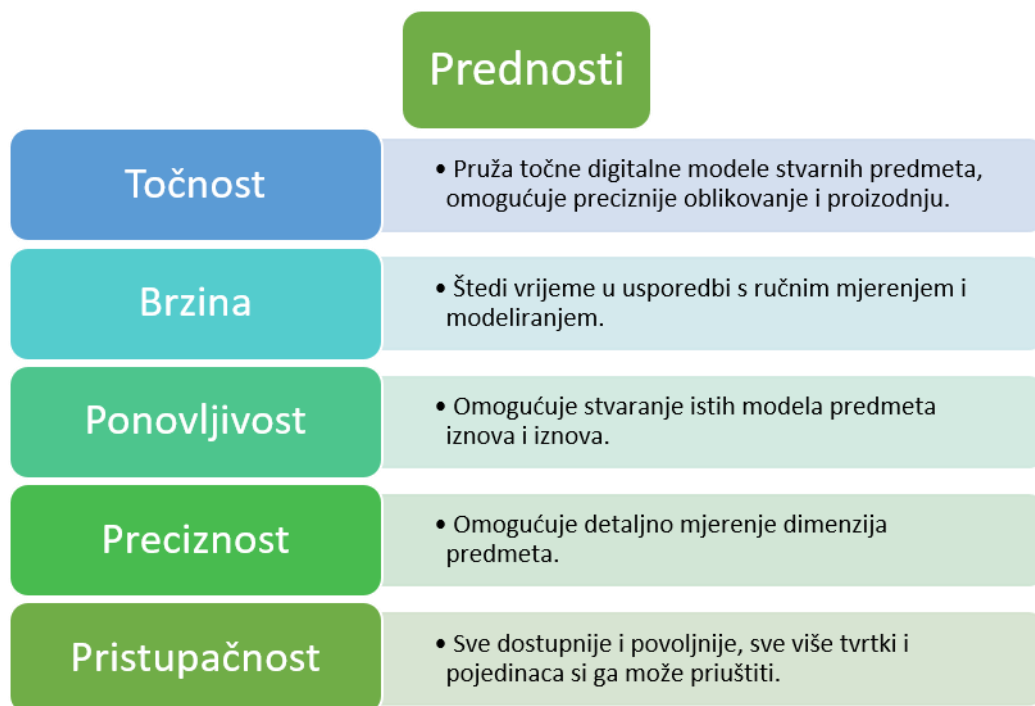 Prednosti
Točnost
• Pruža točne digitalne modele stvarnih predmeta,
omogućuje preciznije oblikovanje i proizodnju.
Brzina
• Štedi vrijeme u usporedbi s ručnim mjerenjem i
modeliranjem.
Ponovljivost
• Omogućuje stvaranje istih modela predmeta
iznova i iznova.
Preciznost
• Omogućuje detaljno mjerenje dimenzija
predmeta.
Pristupačnost
• Sve dostupnije i povoljnije, sve više tvrtki i
pojedinaca si ga može priuštiti.